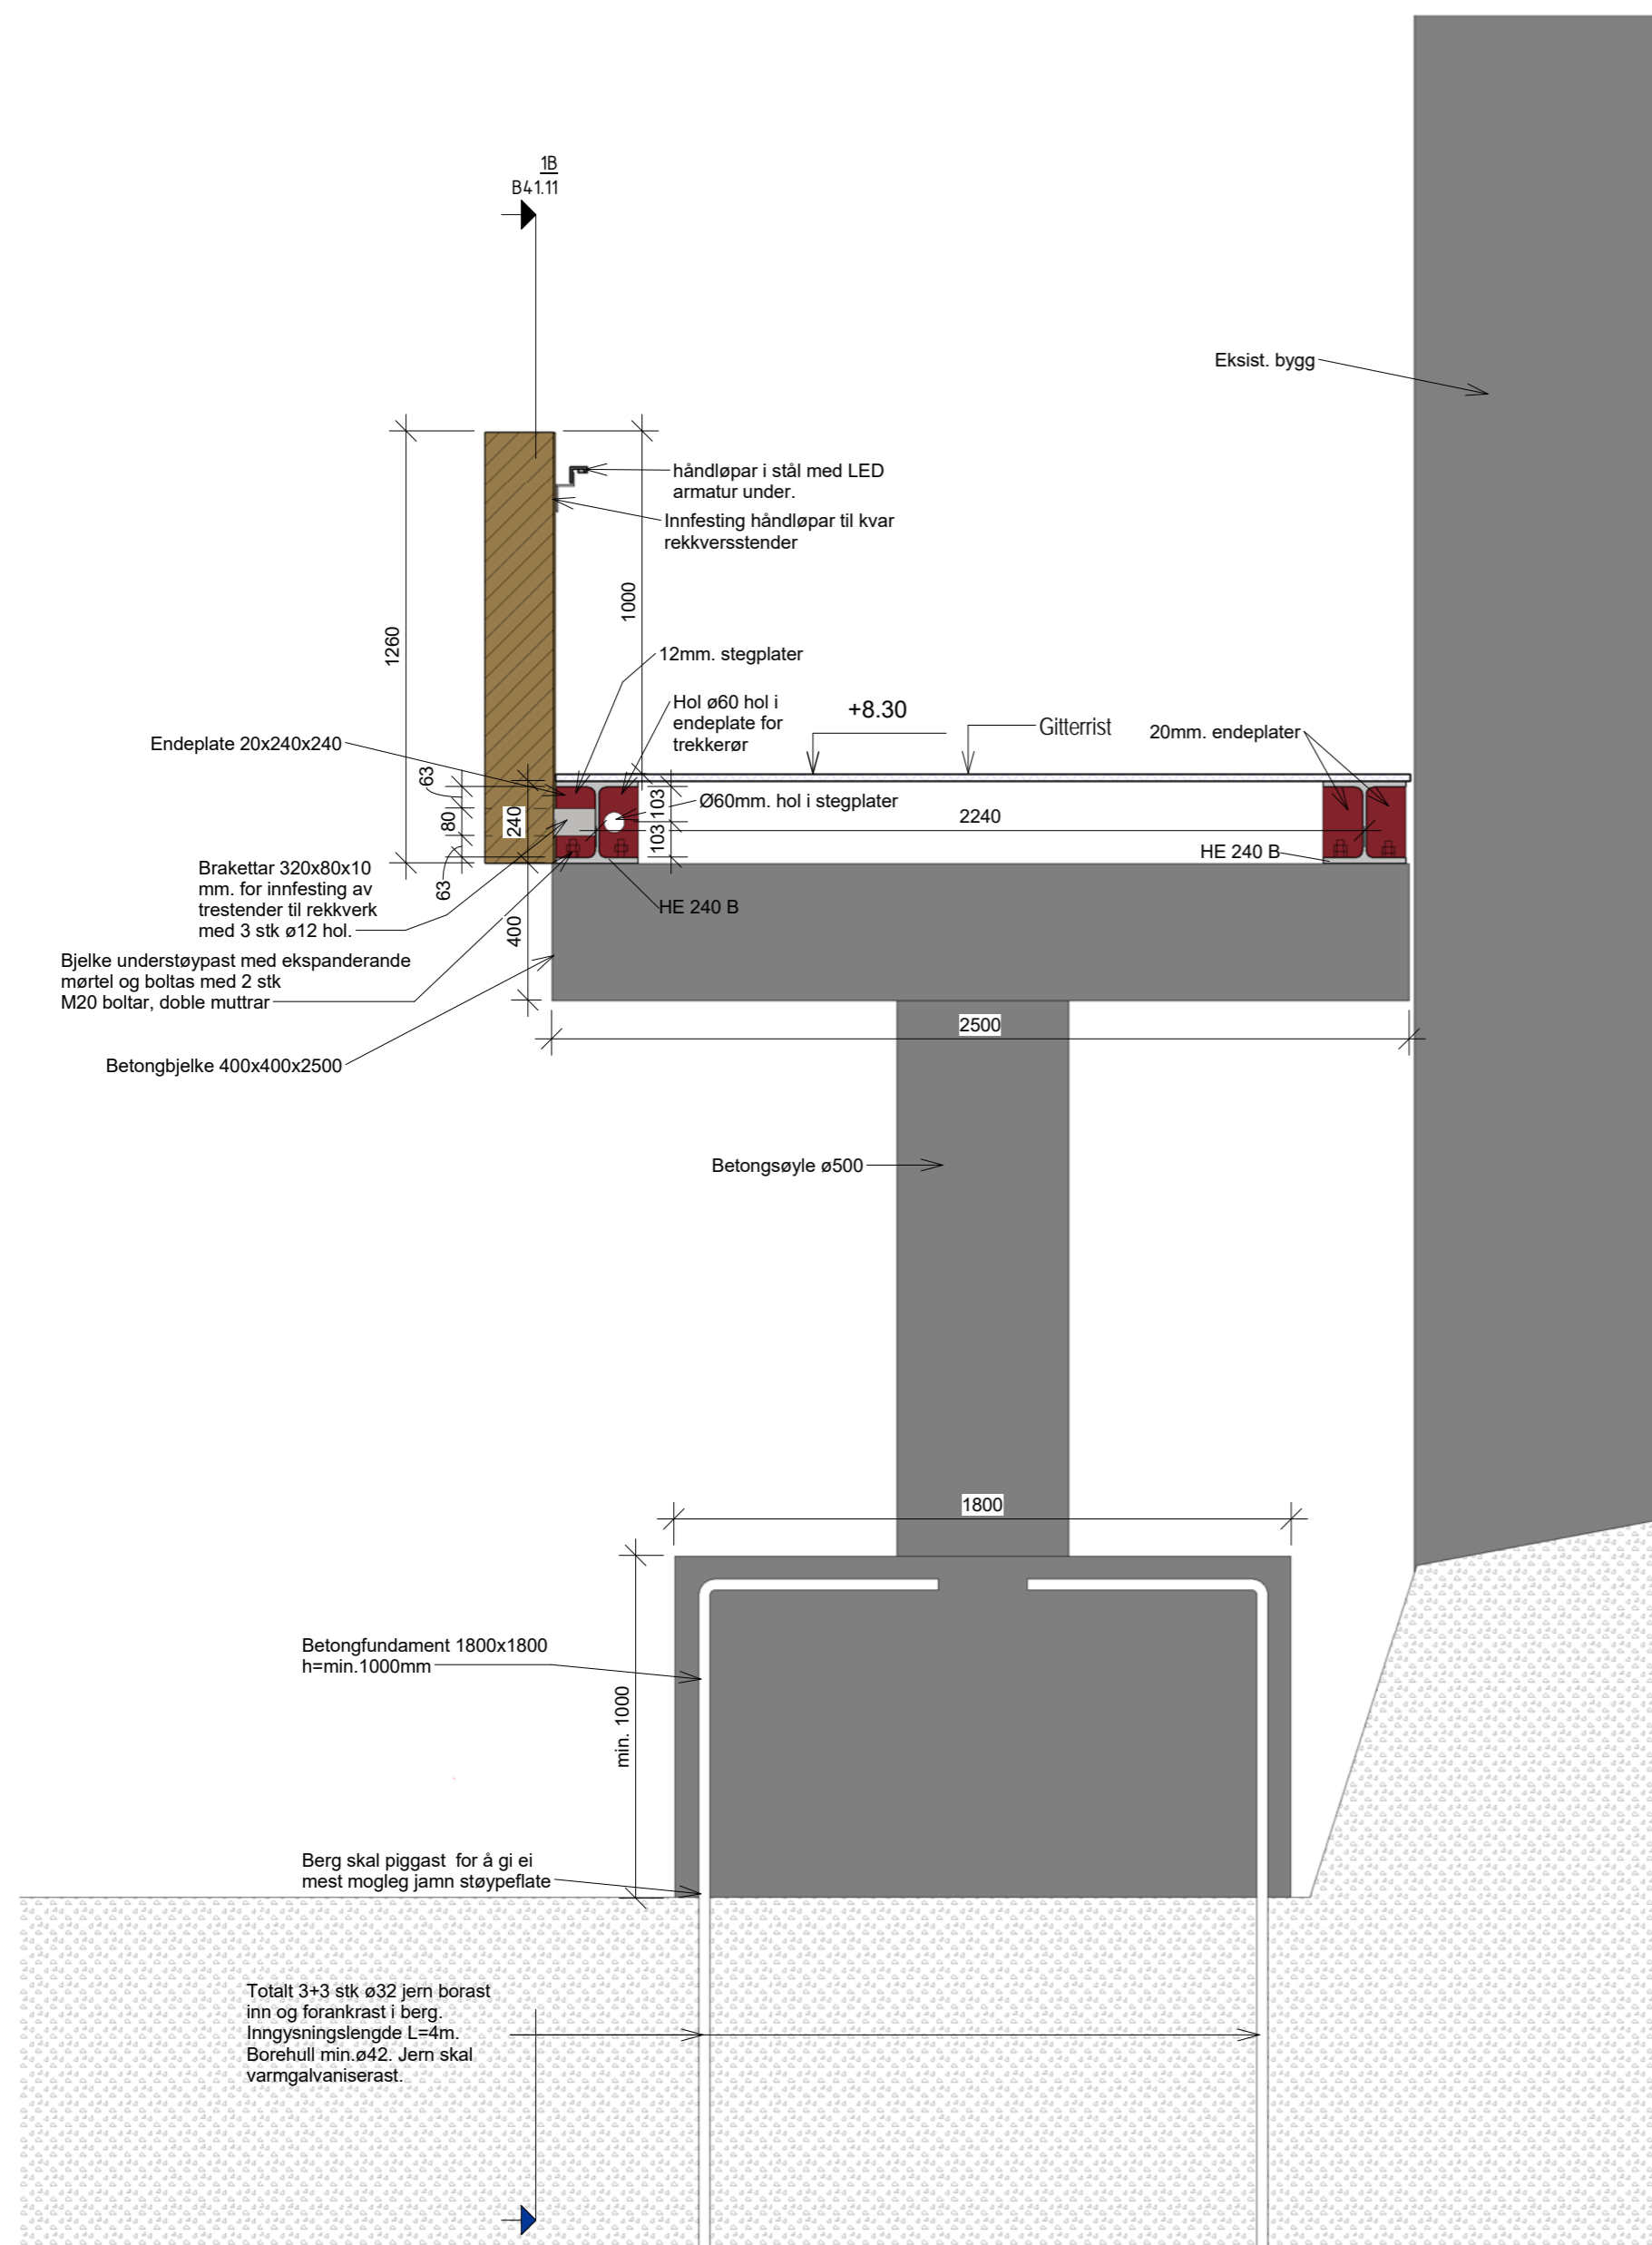 1B
B41.11
Eksist. bygg
håndløpar i stål med LED
armatur under.
Innfesting håndløpar til kvar
rekkversstender
1260
1000
12mm. stegplater
Hol ø60 hol i
endeplate for
trekkerør
+8.30
Gitterrist
20mm. endeplater
Endeplate 20x240x240
63
80
63
240
103
103
Ø60mm. hol i stegplater
2240
HE 240 B
Brakettar 320x80x10
mm. for innfesting av
trestender til rekkverk
med 3 stk ø12 hol.
HE 240 B
400
Bjelke understøypast med ekspanderande
mørtel og boltas med 2 stk
M20 boltar, doble muttrar
2500
Betongbjelke 400x400x2500
Betongsøyle ø500
1800
Betongfundament 1800x1800
h=min.1000mm
min. 1000
Berg skal piggast  for å gi ei
mest mogleg jamn støypeflate
Totalt 3+3 stk ø32 jern borast
inn og forankrast i berg.
Inngysningslengde L=4m.
Borehull min.ø42. Jern skal
varmgalvaniserast.